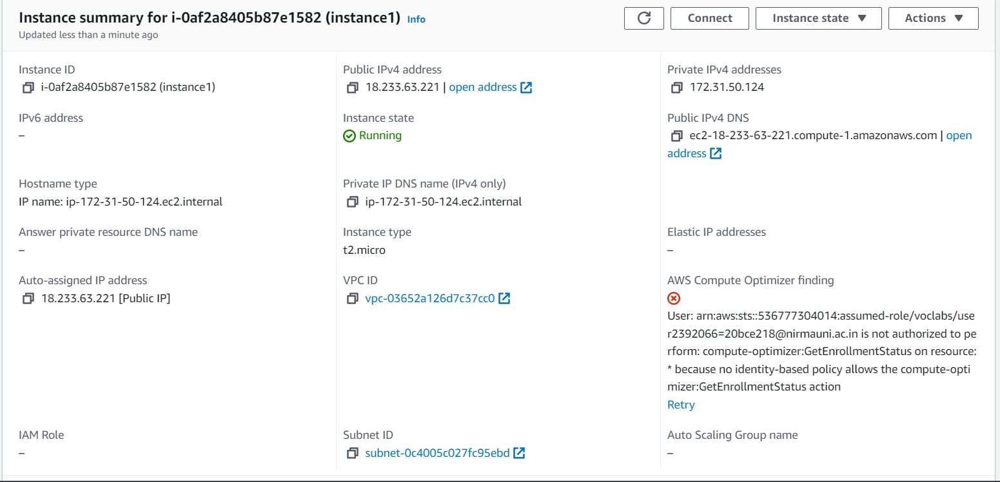 Instance summary for i-0af2a8405b87e1582 (instance1) Info
Updated less than a minute ago
Connect
Instance state
Actions
Instance ID
i-0af2a8405b87e1582 (instance1)
Public IPv4 address
18.233.63.221 | open address
Private IPv4 addresses
172.31.50.124
IPv6 address
–
Instance state
Running
Public IPv4 DNS
ec2-18-233-63-221.compute-1.amazonaws.com | open
address
Hostname type
IP name: ip-172-31-50-124.ec2.internal
Private IP DNS name (IPv4 only)
ip-172-31-50-124.ec2.internal
Answer private resource DNS name
–
Instance type
t2.micro
Elastic IP addresses
–
Auto-assigned IP address
18.233.63.221 [Public IP]
VPC ID
vpc-03652a126d7c37cc0
AWS Compute Optimizer finding
User: arn:aws:sts::536777304014:assumed-role/voclabs/use
r2392066=20bce218@nirmauni.ac.in is not authorized to pe
rform: compute-optimizer:GetEnrollmentStatus on resource:
* because no identity-based policy allows the compute-opti
mizer:GetEnrollmentStatus action
Retry
IAM Role
–
Subnet ID
subnet-0c4005c027fc95ebd
Auto Scaling Group name
–